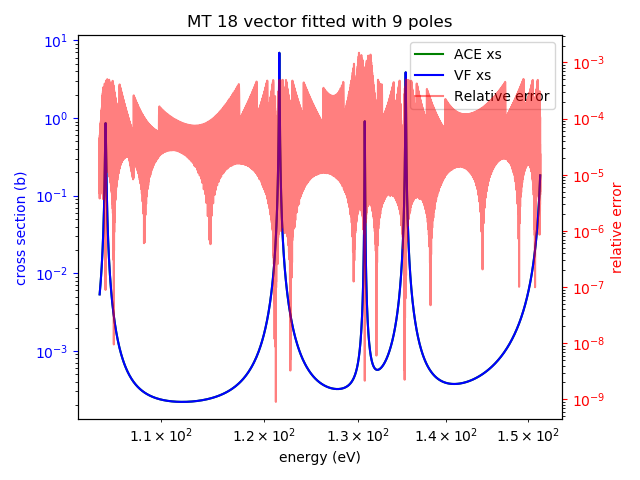 MT 18 vector fitted with 9 poles
ACE xs
VF xs
Relative error
10¹
10⁰
10⁻¹
10⁻²
10⁻³
cross section (b)
10⁻³
10⁻⁴
10⁻⁵
10⁻⁶
10⁻⁷
10⁻⁸
10⁻⁹
relative error
1.1 × 10² 1.2 × 10² 1.3 × 10² 1.4 × 10² 1.5 × 10²
energy (eV)